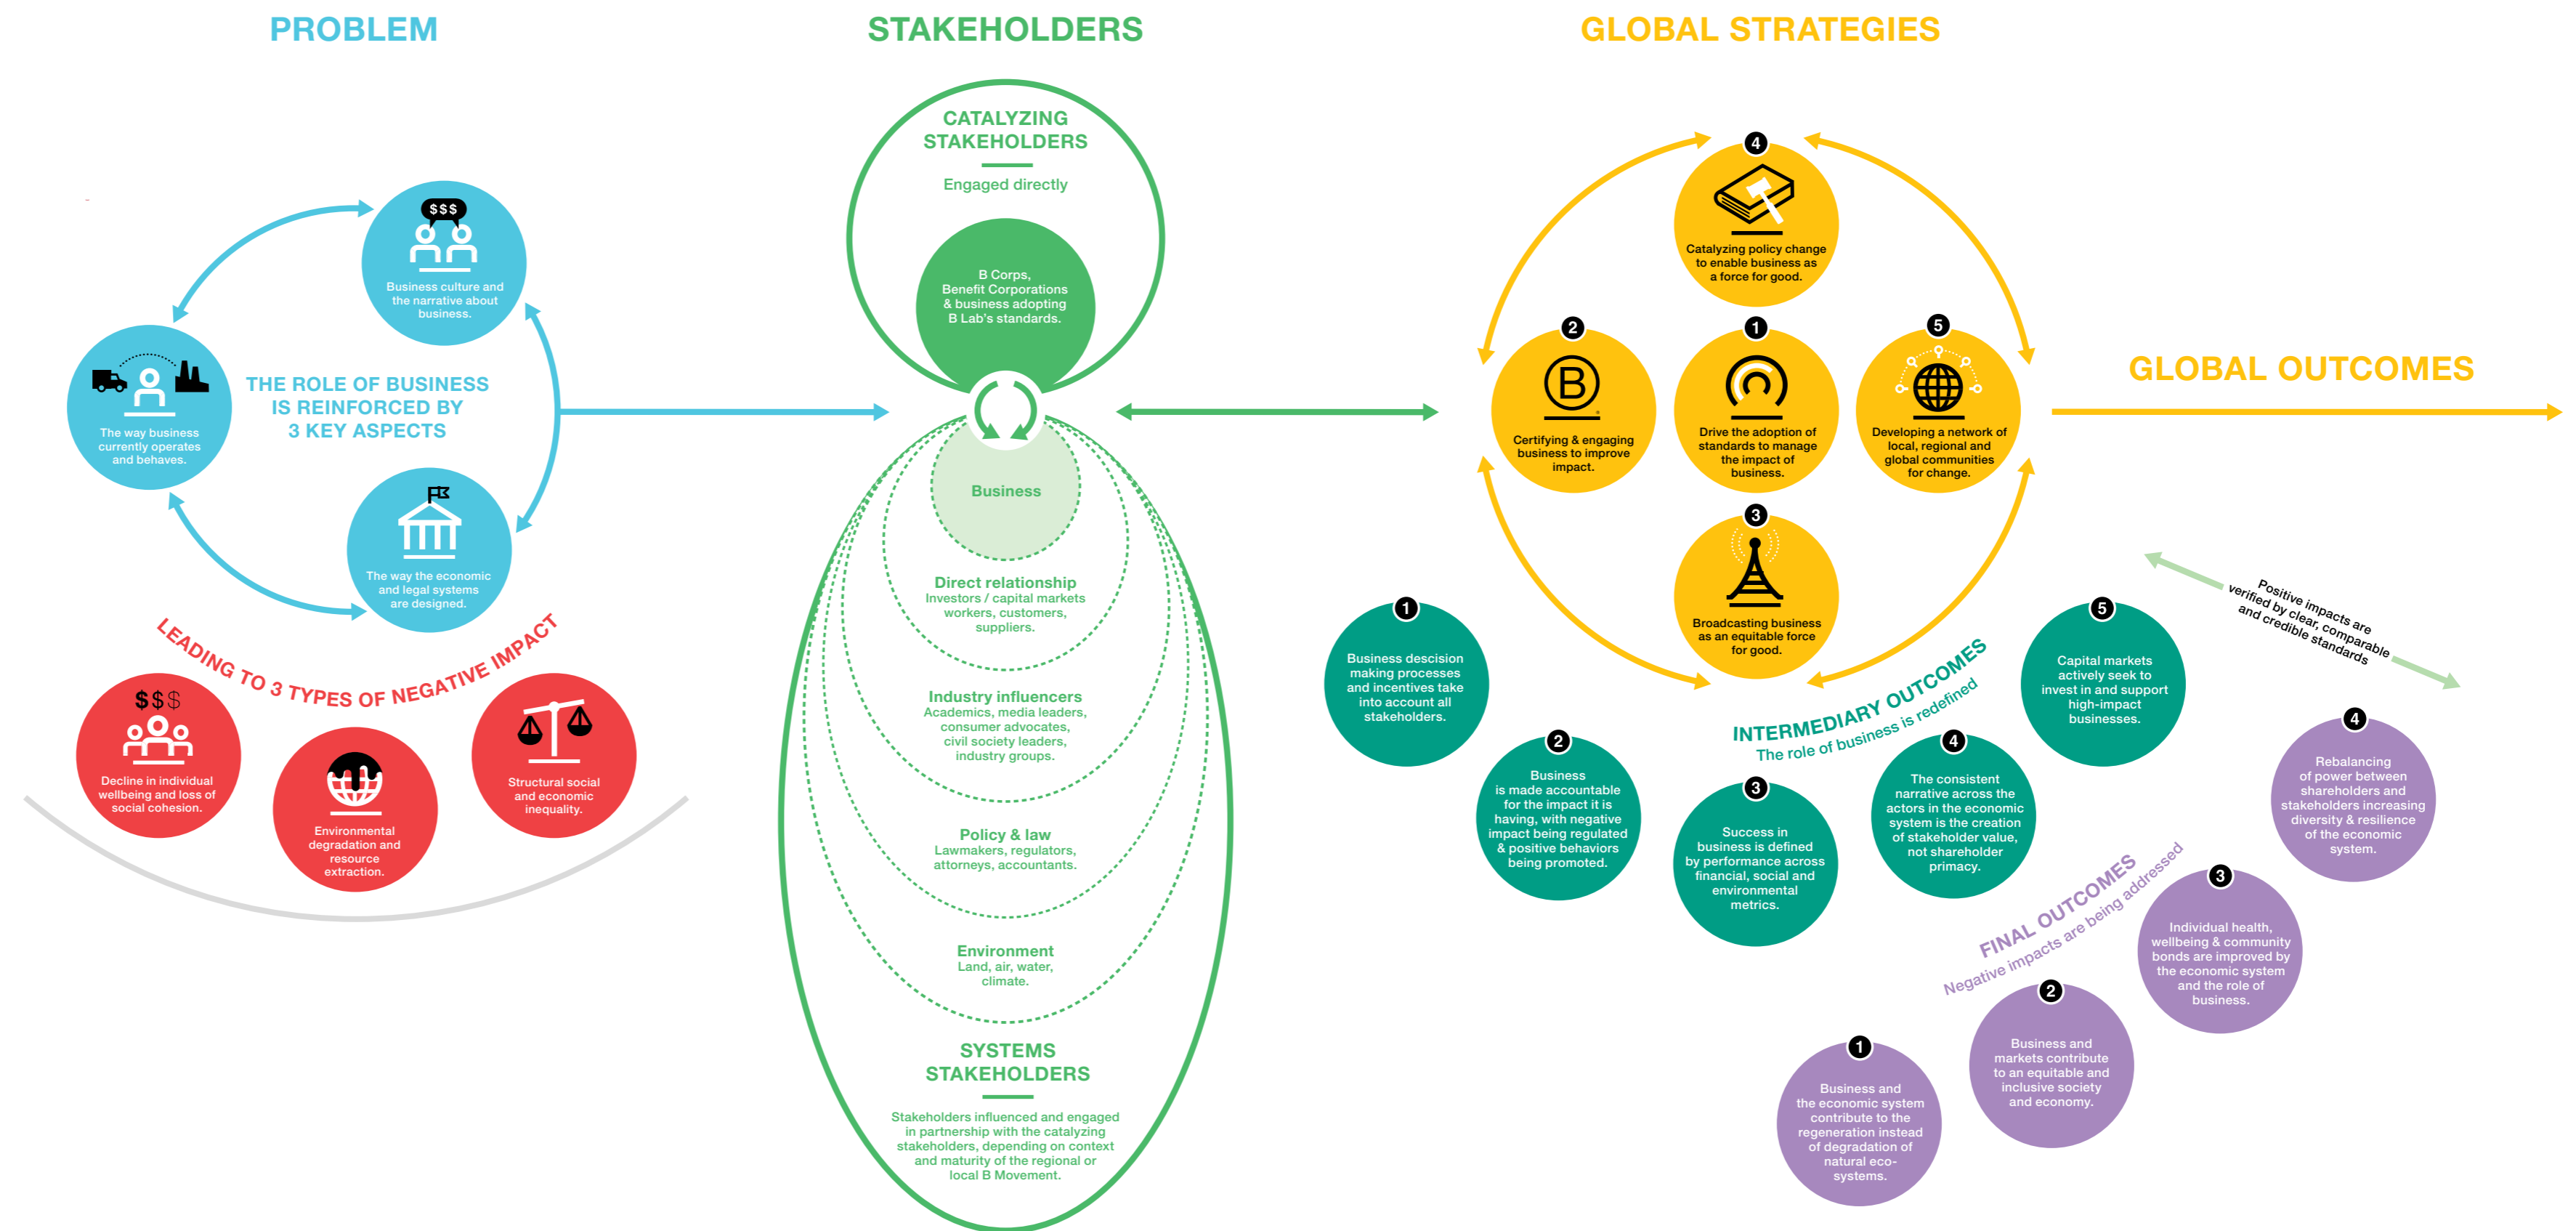 PROBLEM
$$$
Business culture and
the narrative about
business.
The way business
currently operates
and behaves.
THE ROLE OF BUSINESS
IS REINFORCED BY
3 KEY ASPECTS
The way the economic
and legal systems
are designed.
LEADING TO 3 TYPES OF NEGATIVE IMPACT
$$$
Decline in individual
wellbeing and loss of
social cohesion.
Environmental
degradation and
resource
extraction.
Structural social
and economic
inequality.
STAKEHOLDERS
CATALYZING
STAKEHOLDERS
Engaged directly
B Corps,
Benefit Corporations
& business adopting
B Lab's standards.
Business
Direct relationship
Investors / capital markets
workers, customers,
suppliers.
Industry influencers
Academics, media leaders,
consumer advocates,
civil society leaders,
industry groups.
Policy & law
Lawmakers, regulators,
attorneys, accountants.
Environment
Land, air, water,
climate.
SYSTEMS
STAKEHOLDERS
Stakeholders influenced and engaged
in partnership with the catalyzing
stakeholders, depending on context
and maturity of the regional or
local B Movement.
GLOBAL STRATEGIES
4
Catalyzing policy change
to enable business as
a force for good.
2
B
Certifying & engaging
business to improve
impact.
1
Drive the adoption of
standards to manage
the impact of
business.
5
Developing a network of
local, regional and
global communities
for change.
3
Broadcasting business
as an equitable force
for good.
GLOBAL OUTCOMES
Positive impacts are
verified by clear, comparable
and credible standards
INTERMEDIARY OUTCOMES
The role of business is redefined
1
Business descision
making processes
and incentives take
into account all
stakeholders.
2
Business
is made accountable
for the impact it is
having, with negative
impact being regulated
& positive behaviors
being promoted.
3
Success in
business is defined
by performance across
financial, social and
environmental
metrics.
4
The consistent
narrative across the
actors in the economic
system is the creation
of stakeholder value,
not shareholder
primacy.
5
Capital markets
actively seek to
invest in and support
high-impact
businesses.
FINAL OUTCOMES
Negative impacts are being addressed
1
Business and
the economic system
contribute to the
regeneration instead
of degradation of
natural eco-
systems.
2
Business and
markets contribute
to an equitable and
inclusive society
and economy.
3
Individual health,
wellbeing & community
bonds are improved by
the economic system
and the role of
business.
4
Rebalancing
of power between
shareholders and
stakeholders increasing
diversity & resilience
of the economic
system.